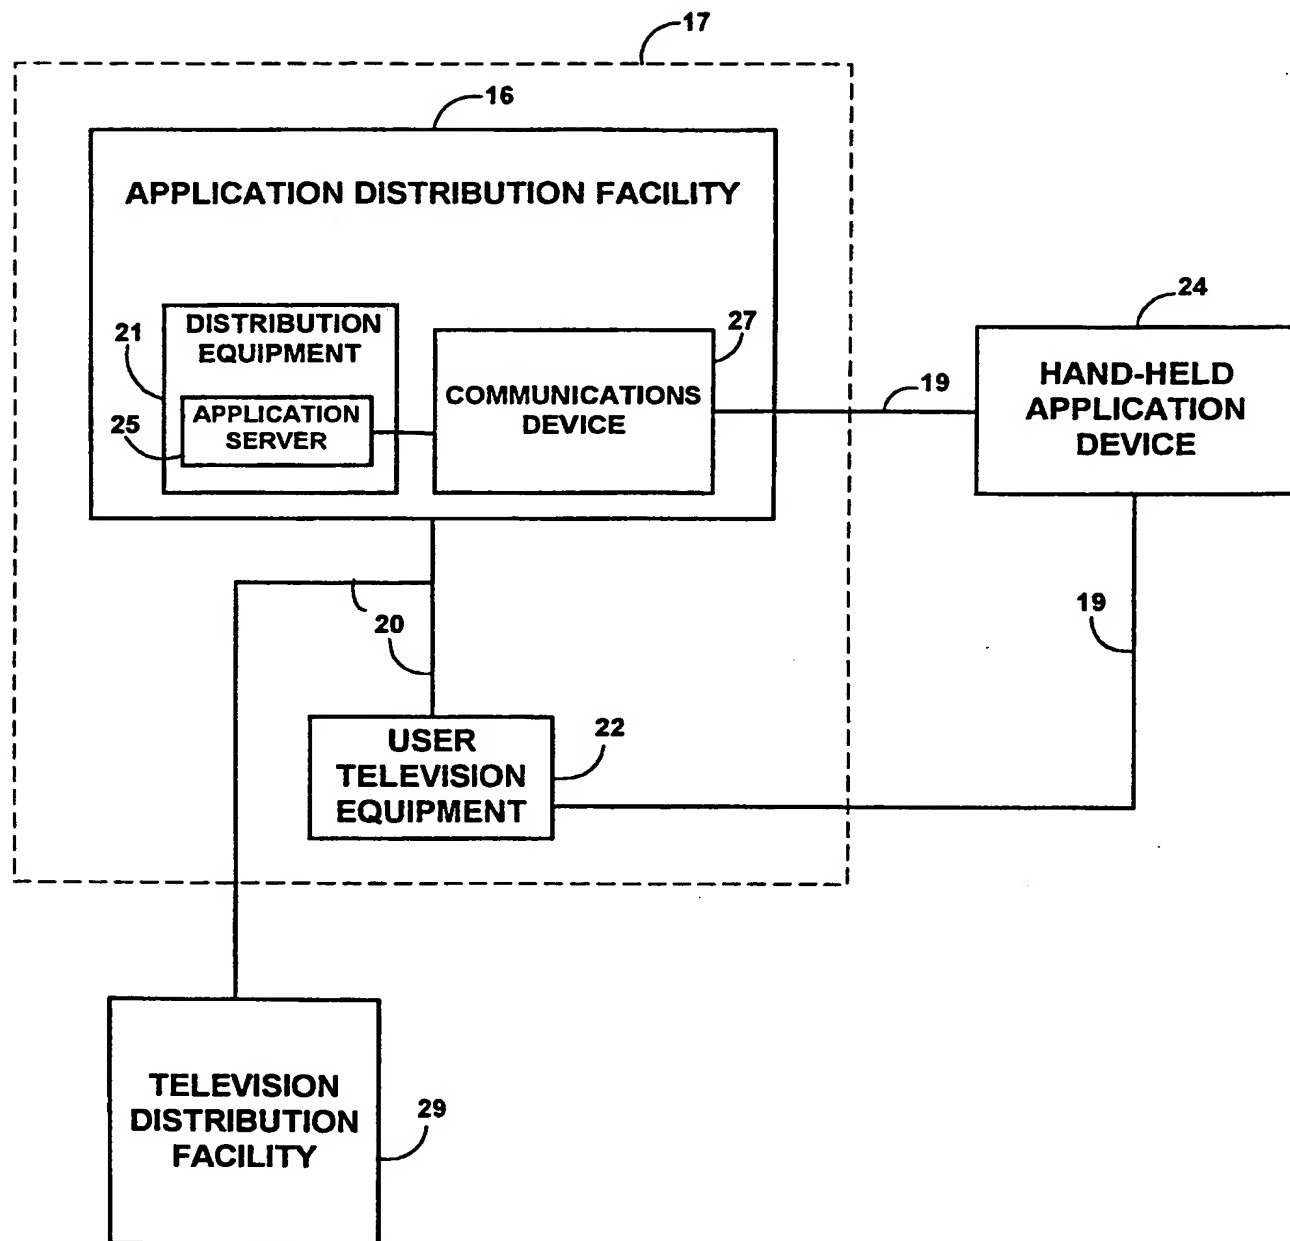 17
16
APPLICATION DISTRIBUTION FACILITY
21
DISTRIBUTION
EQUIPMENT
25
APPLICATION
SERVER
27
COMMUNICATIONS
DEVICE
19
24
HAND-HELD
APPLICATION
DEVICE
20
19
USER
TELEVISION
EQUIPMENT
22
TELEVISION
DISTRIBUTION
FACILITY
29